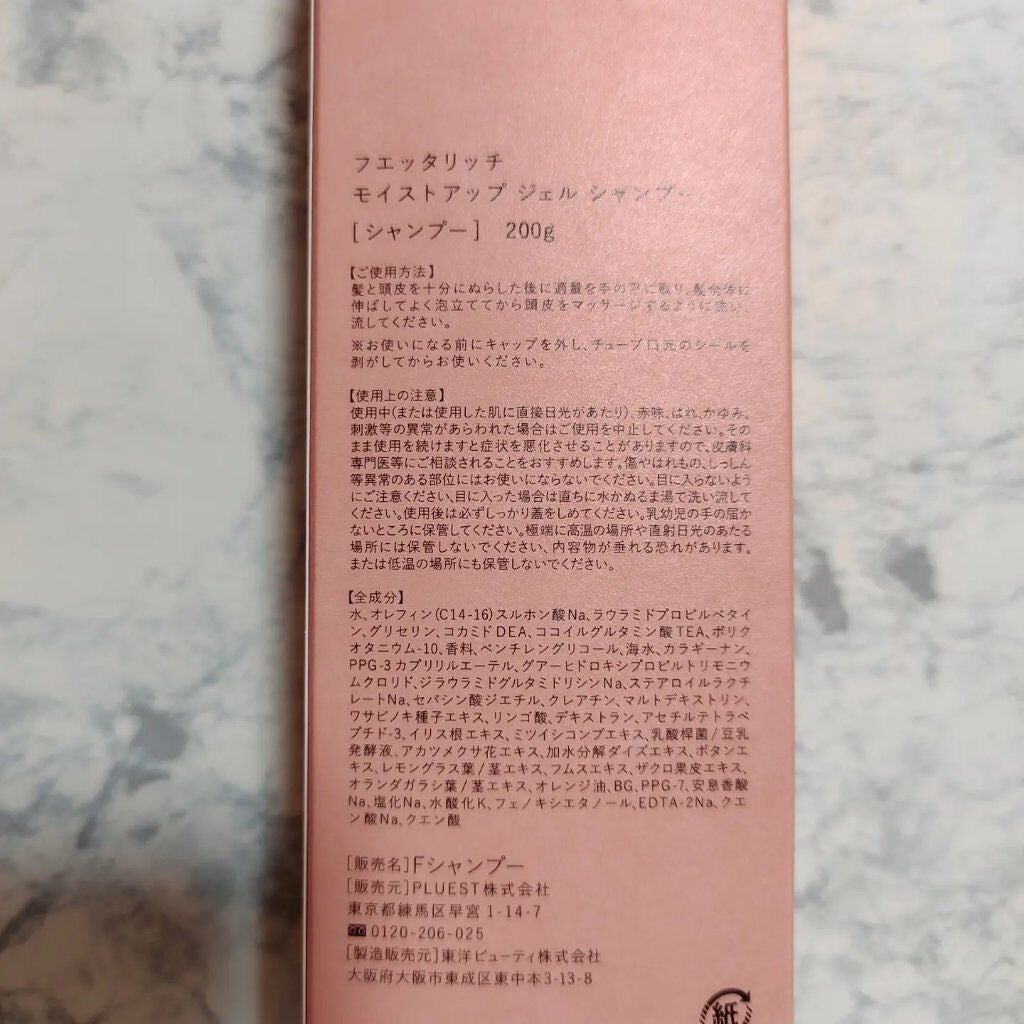 フエッタリッチ
モイストアップ ジェル シャンプー
[シャンプー] 200g
【ご使用方法】
髪と頭皮を十分にぬらした後に適量を手の平に取り、髪全体に
伸ばしてよく泡立ててから頭皮をマッサージするように洗い、
流してください。
※お使いになる前にキャップを外し、チューブ口元のシールを
剥がしてからお使いください。
【使用上の注意】
使用中(または使用した肌に直接日光があたり)、赤味、はれ、かゆみ、
刺激等の異常があらわれた場合はご使用を中止してください。その
まま使用を続けますと症状を悪化させることがありますので、皮膚科
専門医等にご相談されることをおすすめします。傷やはれもの、しっしん
等異常のある部位にはお使いにならないでください。目に入らないよう
にご注意ください、目に入った場合は直ちに水かぬるま湯で洗い流して
ください。使用後は必ずしっかり蓋をしめてください。乳幼児の手の届か
ないところに保管してください。極端に高温の場所や直射日光のあたる
場所には保管しないでください、内容物が垂れる恐れがあります。
または低温の場所にも保管しないでください。
【全成分】
水、オレフィン(C14-16)スルホン酸Na、ラウラミドプロピルベタイ
ン、グリセリン、コカミドDEA、ココイルグルタミン酸TEA、ポリク
オタニウム-10、香料、ペンチレングリコール、海水、カラギーナン、
PPG-3カプリリルエーテル、グアーヒドロキシプロピルトリモニウ
ムクロリド、ジラウラミドグルタミドリシンNa、ステアロイルラクチ
レートNa、セバシン酸ジエチル、クレアチン、マルトデキストリン、
ワサビノキ種子エキス、リンゴ酸、デキストラン、アセチルテトラペ
プチド-3、イリス根エキス、ミツイシコンブエキス、乳酸桿菌/豆乳
発酵液、アカツメクサ花エキス、加水分解ダイズエキス、ボタンエ
キス、レモングラス葉/茎エキス、フムスエキス、ザクロ果皮エキス、
オランダガラシ葉/茎エキス、オレンジ油、BG、PPG-7、安息香酸
Na、塩化Na、水酸化K、フェノキシエタノール、EDTA-2Na、クエ
ン酸Na、クエン酸
[販売名]Fシャンプー
[販売元]PLUEST株式会社
東京都練馬区早宮 1-14-7
0120-206-025
[製造販売元]東洋ビューティ株式会社
大阪府大阪市東成区東中本3-13-8
紙